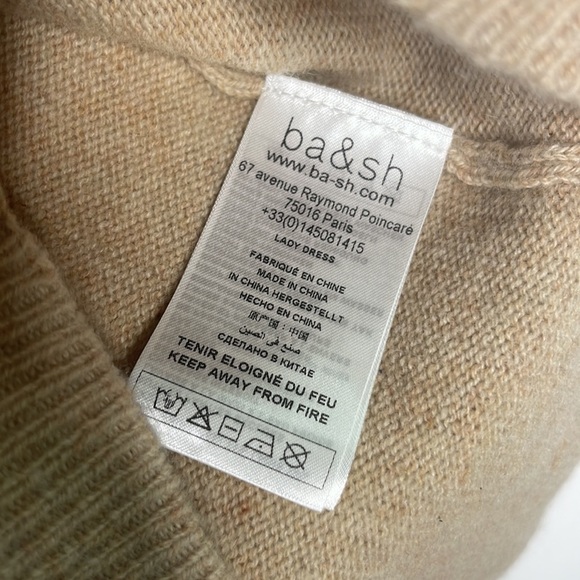 ba&sh
www.ba-sh.com
67 avenue Raymond Poincaré
75016 Paris
+33(0)145081415
LADY DRESS
FABRIQUÉ EN CHINE
MADE IN CHINA
IN CHINA HERGESTELLT
HECHO EN CHINA
原产国：中国
صنع في الصين
СДЕЛАНО В КИТАЕ
TENIR ELOIGNÉ DU FEU
KEEP AWAY FROM FIRE